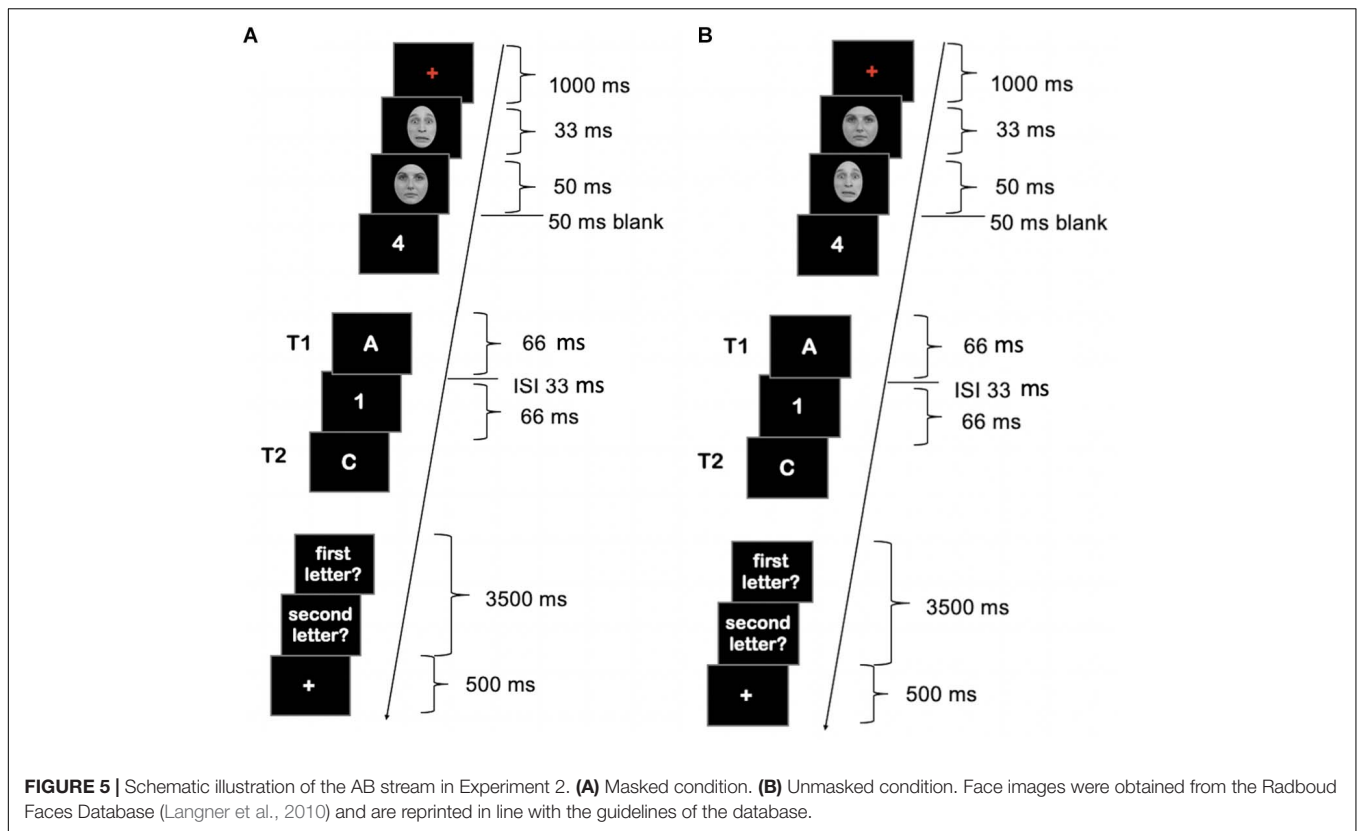 A
+
1000 ms
33 ms
50 ms
50 ms blank
4
T1
A
66 ms
ISI 33 ms
1
66 ms
T2
C
first
letter?
second
letter?
3500 ms
+
500 ms
B
+
1000 ms
33 ms
50 ms
50 ms blank
4
T1
A
66 ms
ISI 33 ms
1
66 ms
T2
C
first
letter?
second
letter?
3500 ms
+
500 ms
FIGURE 5 | Schematic illustration of the AB stream in Experiment 2. (A) Masked condition. (B) Unmasked condition. Face images were obtained from the Radboud
Faces Database (Langner et al., 2010) and are reprinted in line with the guidelines of the database.